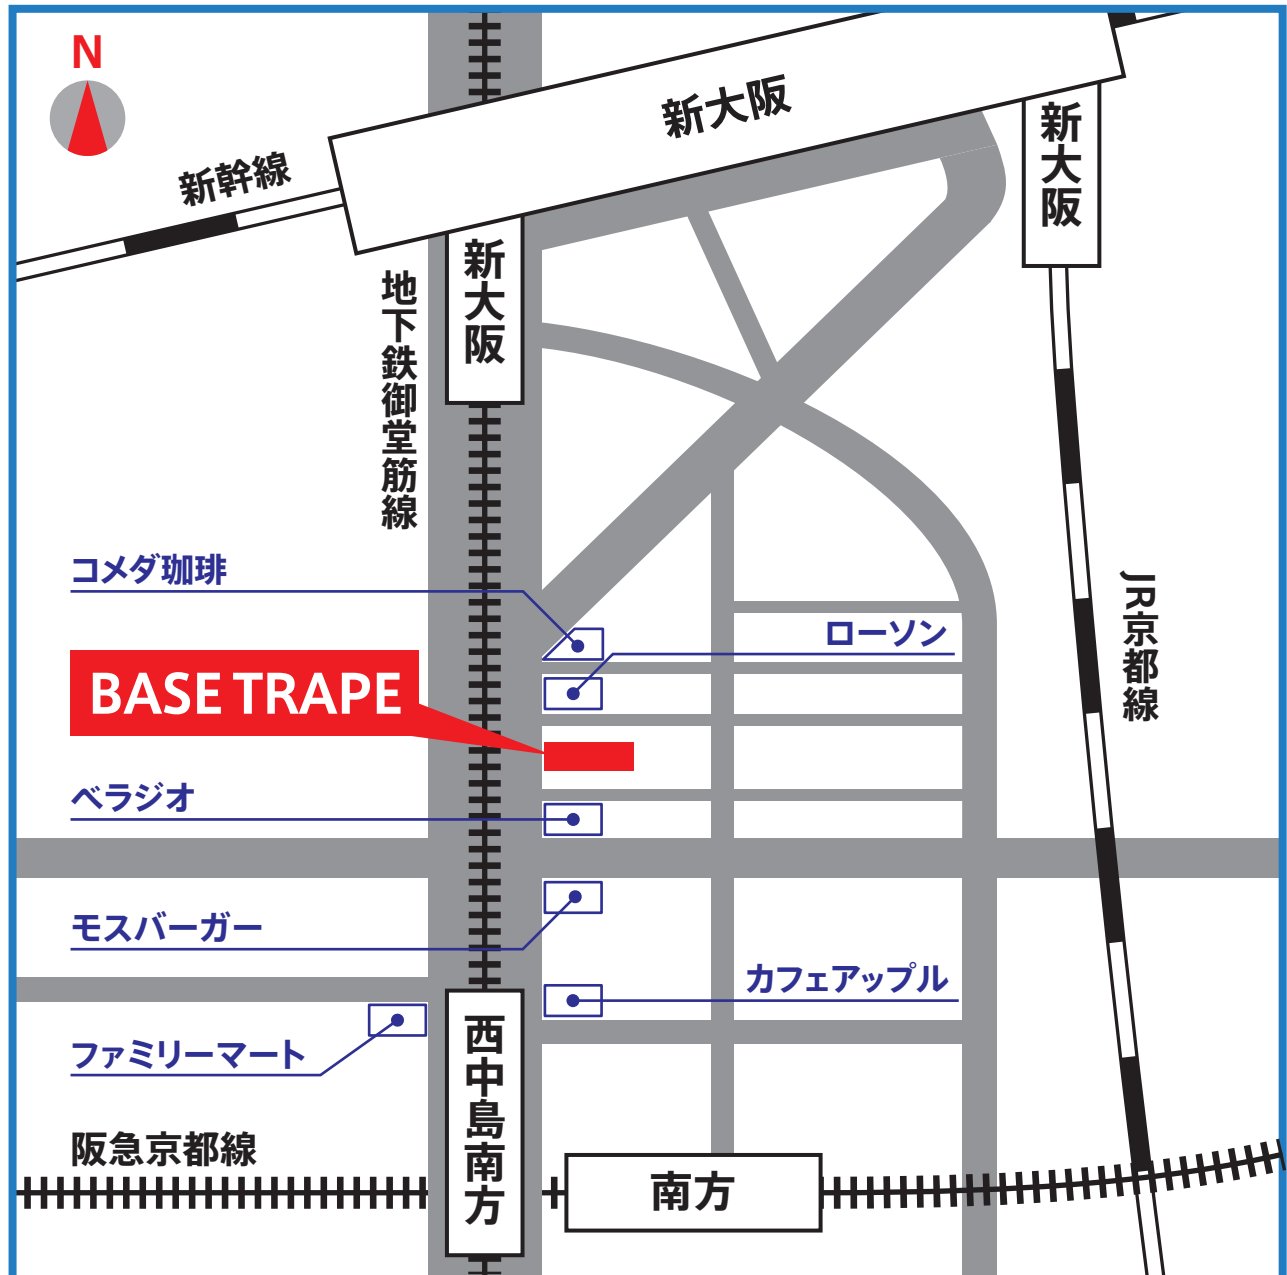 N
新大阪
新大阪
新幹線
新大阪
地下鉄御堂筋線
コメダ珈琲
JR京都線
ローソン
BASE TRAPE
ベラジオ
モスバーガー
カフェアップル
ファミリーマート
西中島南方
阪急京都線
南方